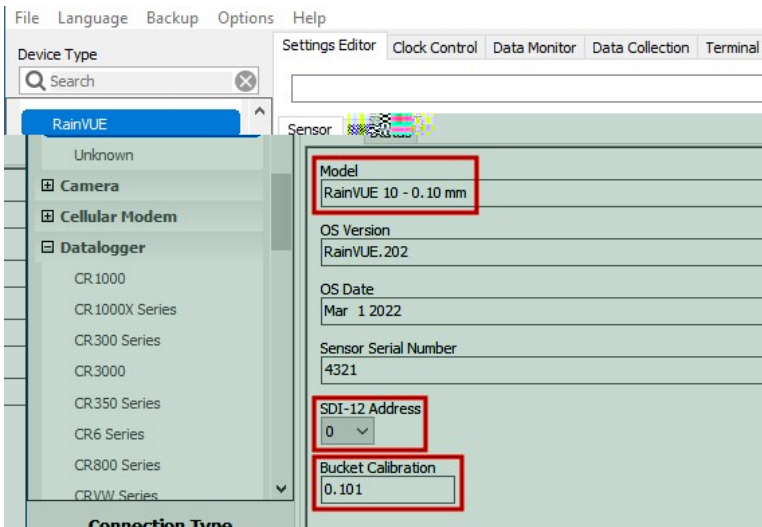 File Language Backup Options Help
Device Type
Search
RainVUE
Unknown
Camera
Cellular Modem
Datalogger
CR1000
CR1000X Series
CR300 Series
CR3000
CR350 Series
CR6 Series
CR800 Series
CRVW Series
Connection Type
Settings Editor Clock Control Data Monitor Data Collection Terminal
Sensor
Model
RainVUE 10 - 0.10 mm
OS Version
RainVUE.202
OS Date
Mar 1 2022
Sensor Serial Number
4321
SDI-12 Address
0
Bucket Calibration
0.101